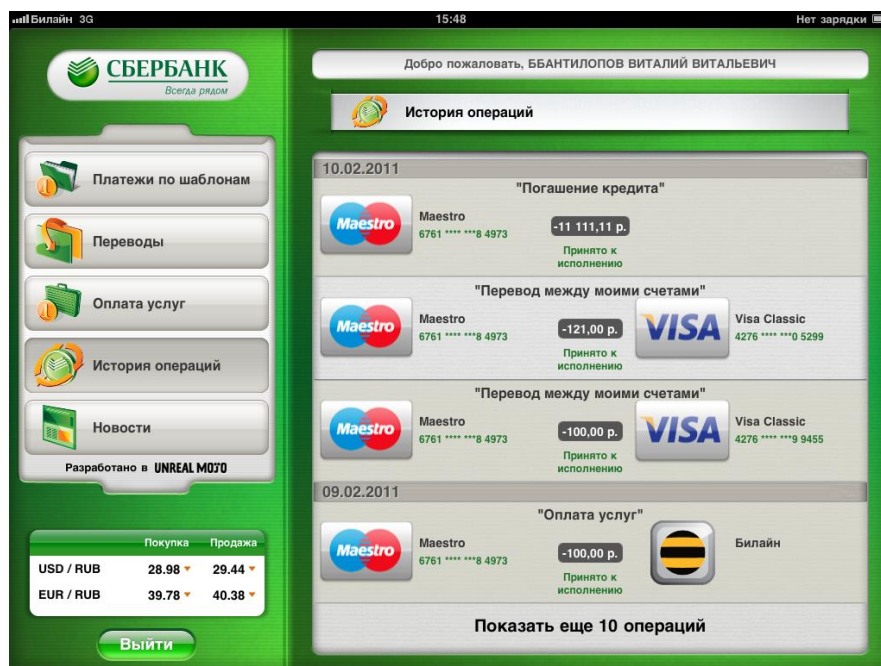 Билайн 3G 15:48 Нет зарядки
СБЕРБАНК
Всегда рядом
Платежи по шаблонам
Переводы
Оплата услуг
История операций
Новости
Разработано в UNREAL MOJO
Покупка Продажа
USD / RUB 28.98 29.44
EUR / RUB 39.78 40.38
Выйти
Добро пожаловать, ББАНТИЛОПОВ ВИТАЛИЙ ВИТАЛЬЕВИЧ
История операций
10.02.2011
"Погашение кредита"
Maestro
Maestro
6761 **** ***8 4973
-11 111,11 р.
Принято к
исполнению
"Перевод между моими счетами"
Maestro
Maestro
6761 **** ***8 4973
-121,00 р.
Принято к
исполнению
VISA
Visa Classic
4276 **** ***0 5299
"Перевод между моими счетами"
Maestro
Maestro
6761 **** ***8 4973
-100,00 р.
Принято к
исполнению
VISA
Visa Classic
4276 **** ***9 9455
09.02.2011
"Оплата услуг"
Maestro
Maestro
6761 **** ***8 4973
-100,00 р.
Принято к
исполнению
Билайн
Показать еще 10 операций